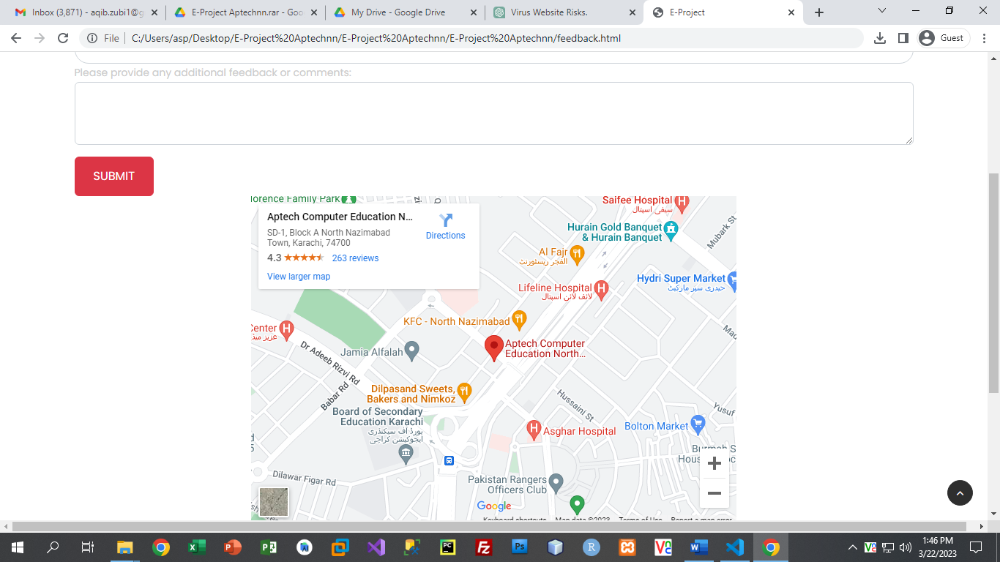 Inbox (3,871) - aqib.zubi1@g
E-Project Aptechnn.rar - Goo
My Drive - Google Drive
Virus Website Risks.
E-Project
File
C:/Users/asp/Desktop/E-Project%20Aptechnn/E-Project%20Aptechnn/E-Project%20Aptechnn/feedback.html
Guest
Please provide any additional feedback or comments:
SUBMIT
lorence Family Park
Aptech Computer Education N...
SD-1, Block A North Nazimabad
Town, Karachi, 74700
4.3
263 reviews
View larger map
Directions
Saifee Hospital
سیفی اسپتال
Mubark St
Hurain Gold Banquet
& Hurain Banquet
Al Fajr
الفجر ریسٹورنٹ
Hydri Super Market
حیدری سپر مارکیٹ
Lifeline Hospital
لائف لائن اسپتال
KFC - North Nazimabad
Center
Aptech Computer
Education North...
Jamia Alfalah
Dr Adeeb Rizvi Rd
Babar Rd
Dilpasand Sweets,
Bakers and Nimkoz
Hussaini St
Yusuf
Board of Secondary
Education Karachi
بورڈ آف سیکنڈری
ایجوکیشن کراچی
Asghar Hospital
Bolton Market
Dilawar Figar Rd
Pakistan Rangers
Officers Club
Google
Keyboard shortcuts
Map data ©2023
Terms of Use
Report a map error
1:46 PM
3/22/2023